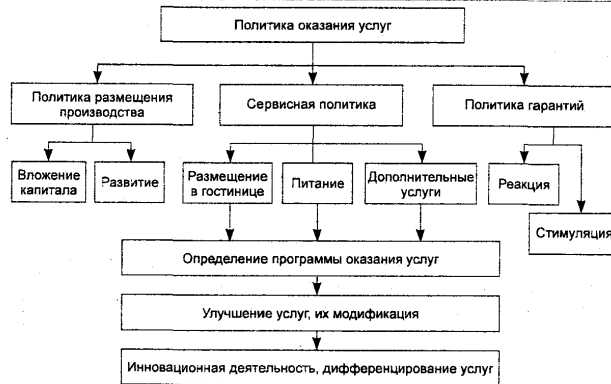 Политика оказания услуг
Политика размещения
производства
Сервисная политика
Политика гарантий
Вложение
капитала
Развитие
Размещение
в гостинице
Питание
Дополнительные
услуги
Реакция
Стимуляция
Определение программы оказания услуг
Улучшение услуг, их модификация
Инновационная деятельность, дифференцирование услуг